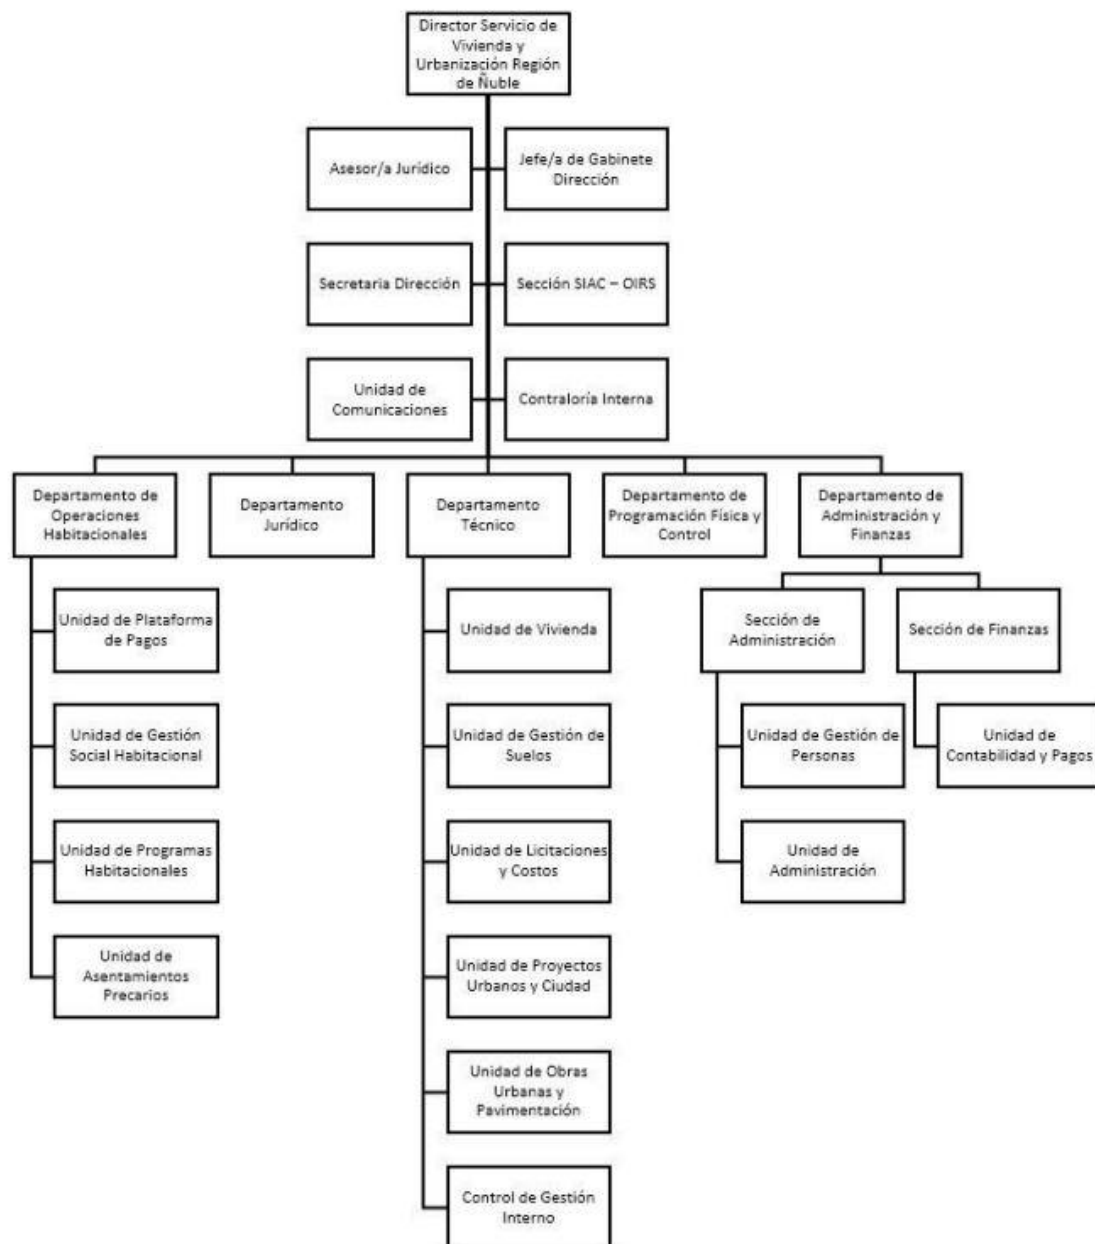 Director Servicio de
Vivienda y
Urbanización Región
de Ñuble
Asesor/a Jurídico
Jefe/a de Gabinete
Dirección
Secretaria Dirección
Sección SIAC – OIRS
Unidad de
Comunicaciones
Contraloría Interna
Departamento de
Operaciones
Habitacionales
Departamento
Jurídico
Departamento
Técnico
Departamento de
Programación Física y
Control
Departamento de
Administración y
Finanzas
Unidad de Plataforma
de Pagos
Unidad de Gestión
Social Habitacional
Unidad de Programas
Habitacionales
Unidad de
Asentamientos
Precarios
Unidad de Vivienda
Unidad de Gestión de
Suelos
Unidad de Licitaciones
y Costos
Unidad de Proyectos
Urbanos y Ciudad
Unidad de Obras
Urbanas y
Pavimentación
Control de Gestión
Interno
Sección de
Administración
Unidad de Gestión de
Personas
Unidad de
Administración
Sección de Finanzas
Unidad de
Contabilidad y Pagos